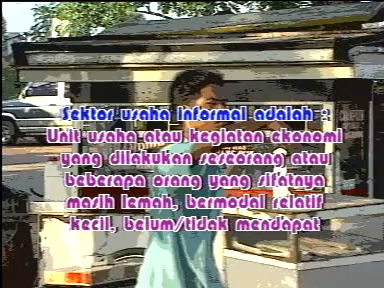 Sektor usaha informal adalah :
Unit usaha atau kegiatan ekonomi
yang dilakukan seseorang atau
beberapa orang yang sifatnya
masih lemah, bermodal relatif
kecil, belum/tidak mendapat